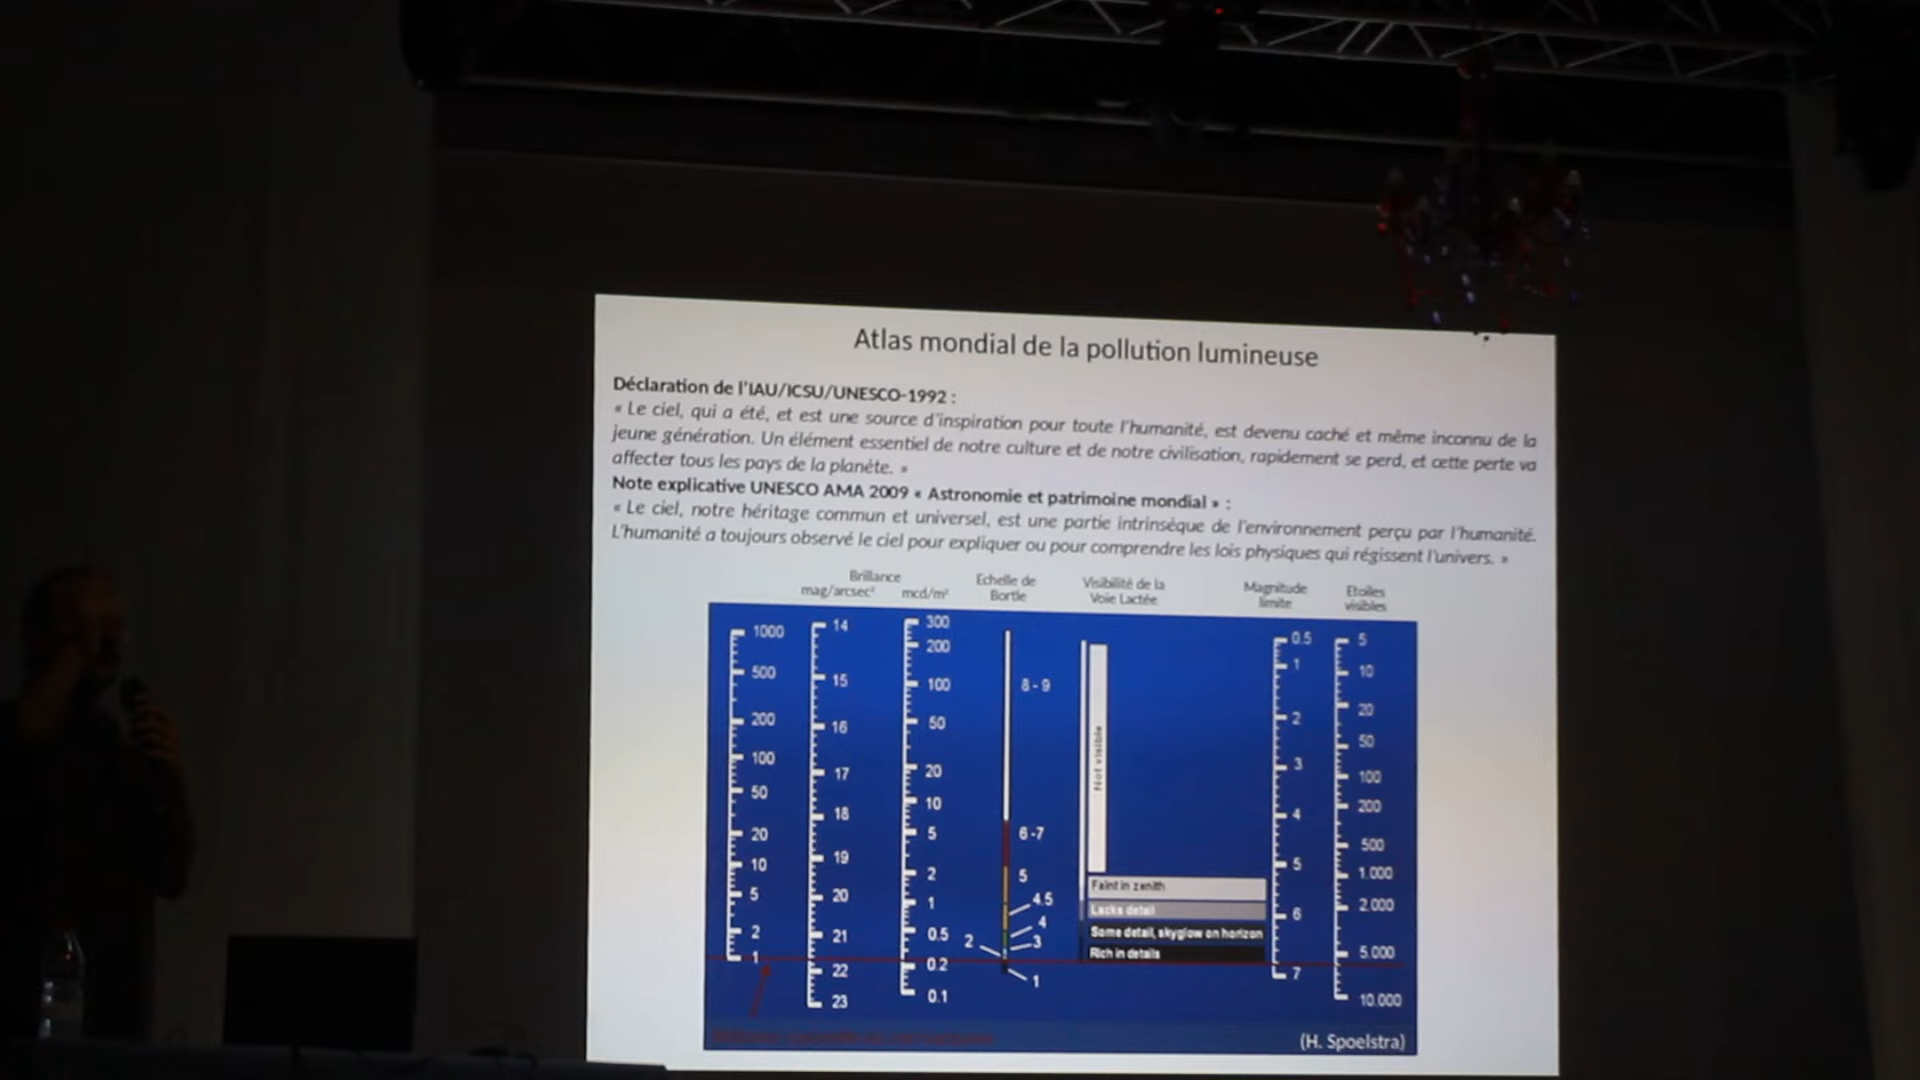 Atlas mondial de la pollution lumineuse
Déclaration de l'IAU/ICSU/UNESCO-1992 :
« Le ciel, qui a été, et est une source d'inspiration pour toute l'humanité, est devenu caché et même inconnu de la
jeune génération. Un élément essentiel de notre culture et de notre civilisation, rapidement se perd, et cette perte va
affecter tous les pays de la planète. »
Note explicative UNESCO AMA 2009 « Astronomie et patrimoine mondial » :
« Le ciel, notre héritage commun et universel, est une partie intrinsèque de l'environnement perçu par l'humanité.
L'humanité a toujours observé le ciel pour expliquer ou pour comprendre les lois physiques qui régissent l'univers. »
Brillance
mag/arcsec² mcd/m²
Echelle de
Bortle
Visibilité de la
Voie Lactée
Magnitude
limite
Etoiles
visibles
1000
500
200
100
50
20
10
5
2
1
14
15
16
17
18
19
20
21
22
23
300
200
100
50
20
10
5
2
1
0.5
0.2
0.1
8 - 9
6 -7
5
4.5
4
3
2
1
Not visible
Faint in zenith
Lacks detail
Some detail, skyglow on horizon
Rich in details
0.5
1
2
3
4
5
6
7
5
10
20
50
100
200
500
1.000
2.000
5.000
10.000
(H. Spoelstra)